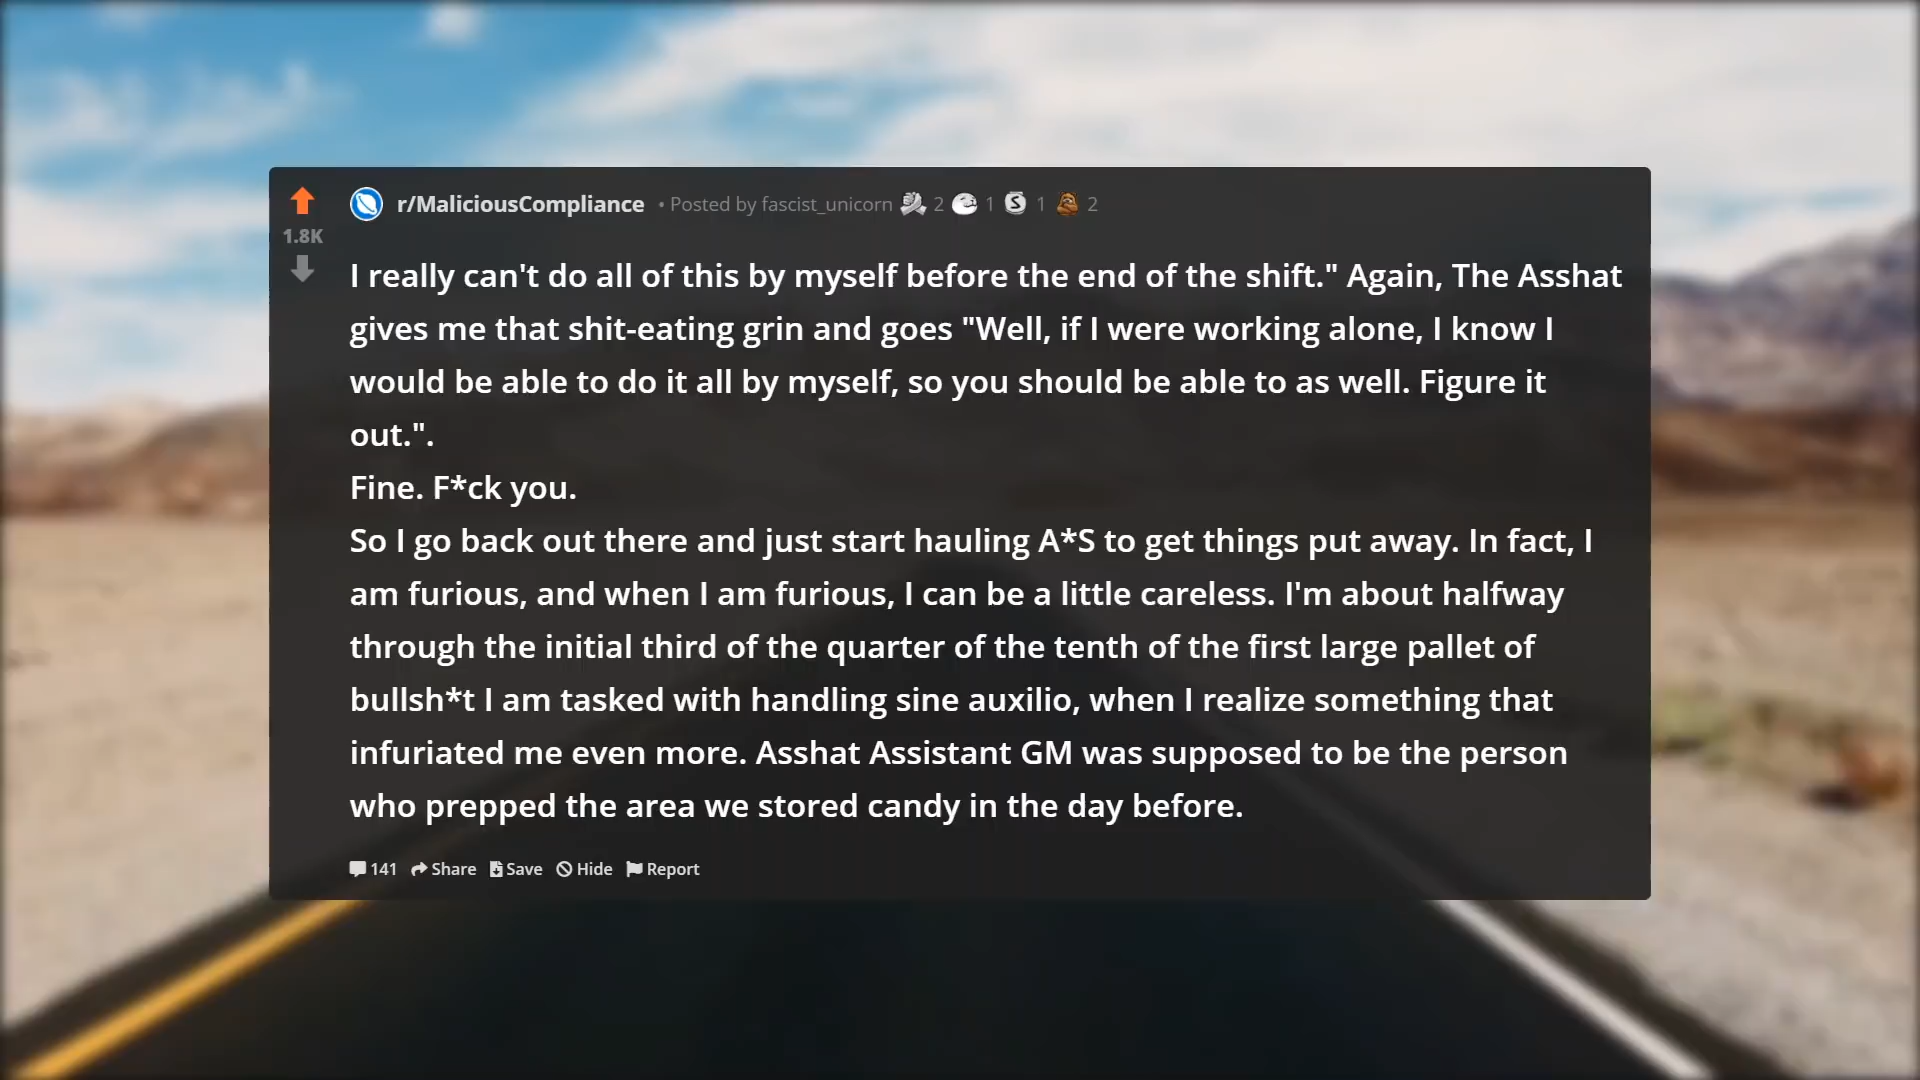 r/MaliciousCompliance • Posted by fascist_unicorn 2 1 1 2
1.8K
I really can't do all of this by myself before the end of the shift." Again, The Asshat
gives me that shit-eating grin and goes "Well, if I were working alone, I know I
would be able to do it all by myself, so you should be able to as well. Figure it
out.".
Fine. F*ck you.
So I go back out there and just start hauling A*S to get things put away. In fact, I
am furious, and when I am furious, I can be a little careless. I'm about halfway
through the initial third of the quarter of the tenth of the first large pallet of
bullsh*t I am tasked with handling sine auxilio, when I realize something that
infuriated me even more. Asshat Assistant GM was supposed to be the person
who prepped the area we stored candy in the day before.
141 Share Save Hide Report